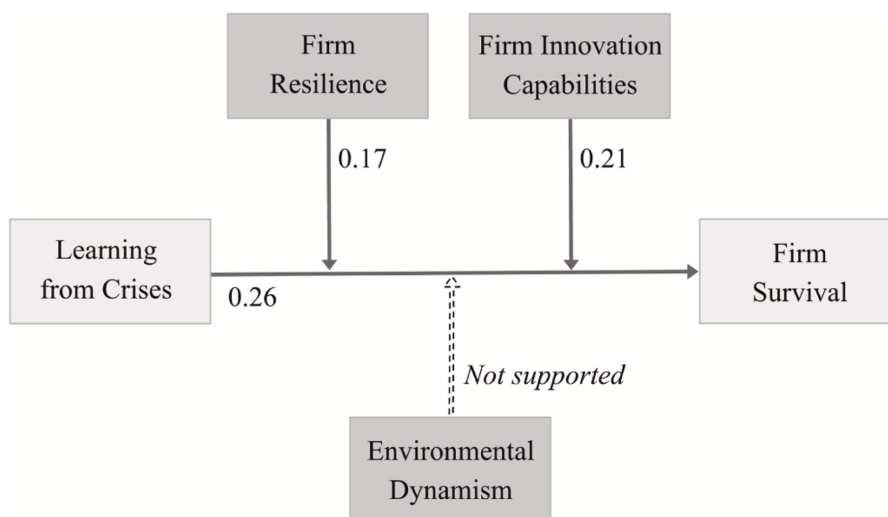 Firm
Resilience
Firm Innovation
Capabilities
0.17
0.21
Learning
from Crises
0.26
Firm
Survival
Not supported
Environmental
Dynamism